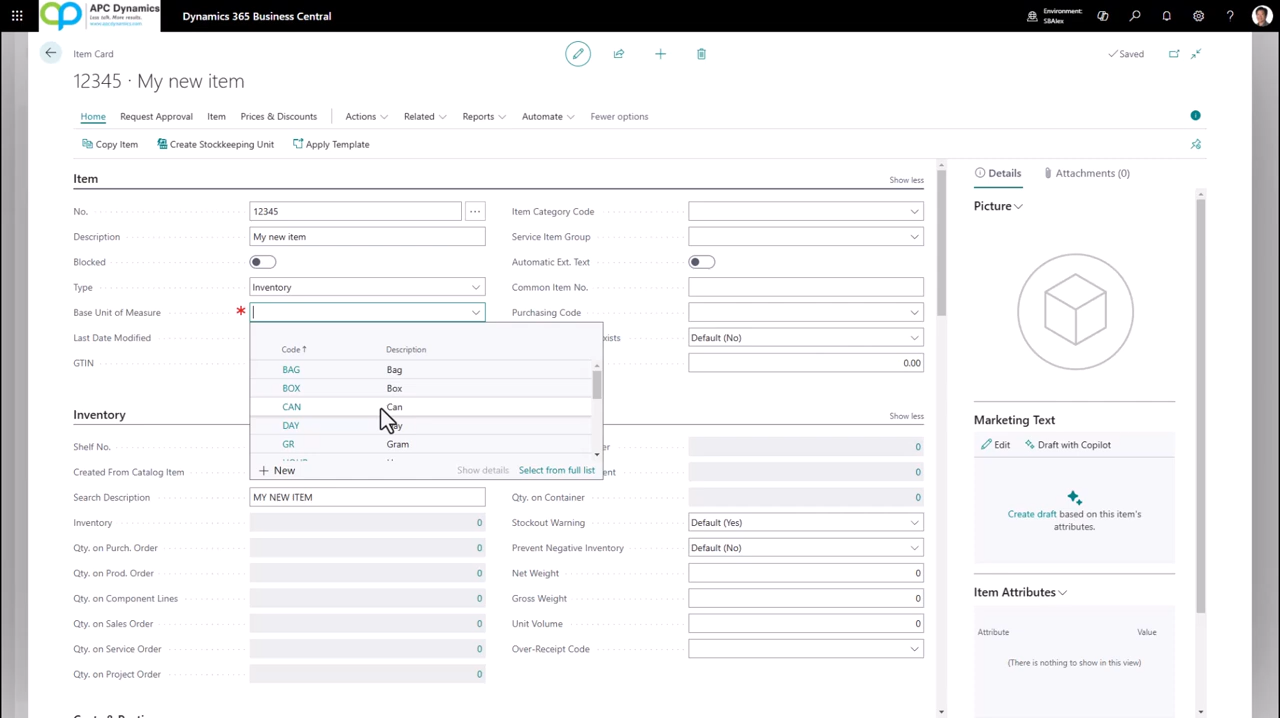 APC Dynamics
Less talk. More results.
www.apcdynamics.com
Dynamics 365 Business central
Environment:
SBAlex
?
Item Card
Saved
12345 · My new item
Home Request Approval Item Prices & Discounts Actions Related Reports Automate Fewer options
Copy Item Create Stockkeeping Unit Apply Template
Item Show less
No. 12345 ...
Description My new item
Blocked
Type Inventory
Base Unit of Measure *
Last Date Modified
GTIN
Item Category Code
Service Item Group
Automatic Ext. Text
Common Item No.
Purchasing Code
Default (No)
0.00
Code ↑ Description
BAG Bag
BOX Box
CAN Can
DAY
GR Gram
+ New Show details Select from full list
Inventory Show less
Shelf No. 0
Created From Catalog Item 0
Search Description MY NEW ITEM
Inventory 0
Qty. on Purch. Order 0
Qty. on Prod. Order 0
Qty. on Component Lines 0
Qty. on Sales Order 0
Qty. on Service Order 0
Qty. on Project Order 0
Qty. on Container 0
Stockout Warning Default (Yes)
Prevent Negative Inventory Default (No)
Net Weight 0
Gross Weight 0
Unit Volume 0
Over-Receipt Code
Details Attachments (0)
Picture
Marketing Text
Edit Draft with Copilot
Create draft based on this item's
attributes.
Item Attributes
Attribute Value
(There is nothing to show in this view)